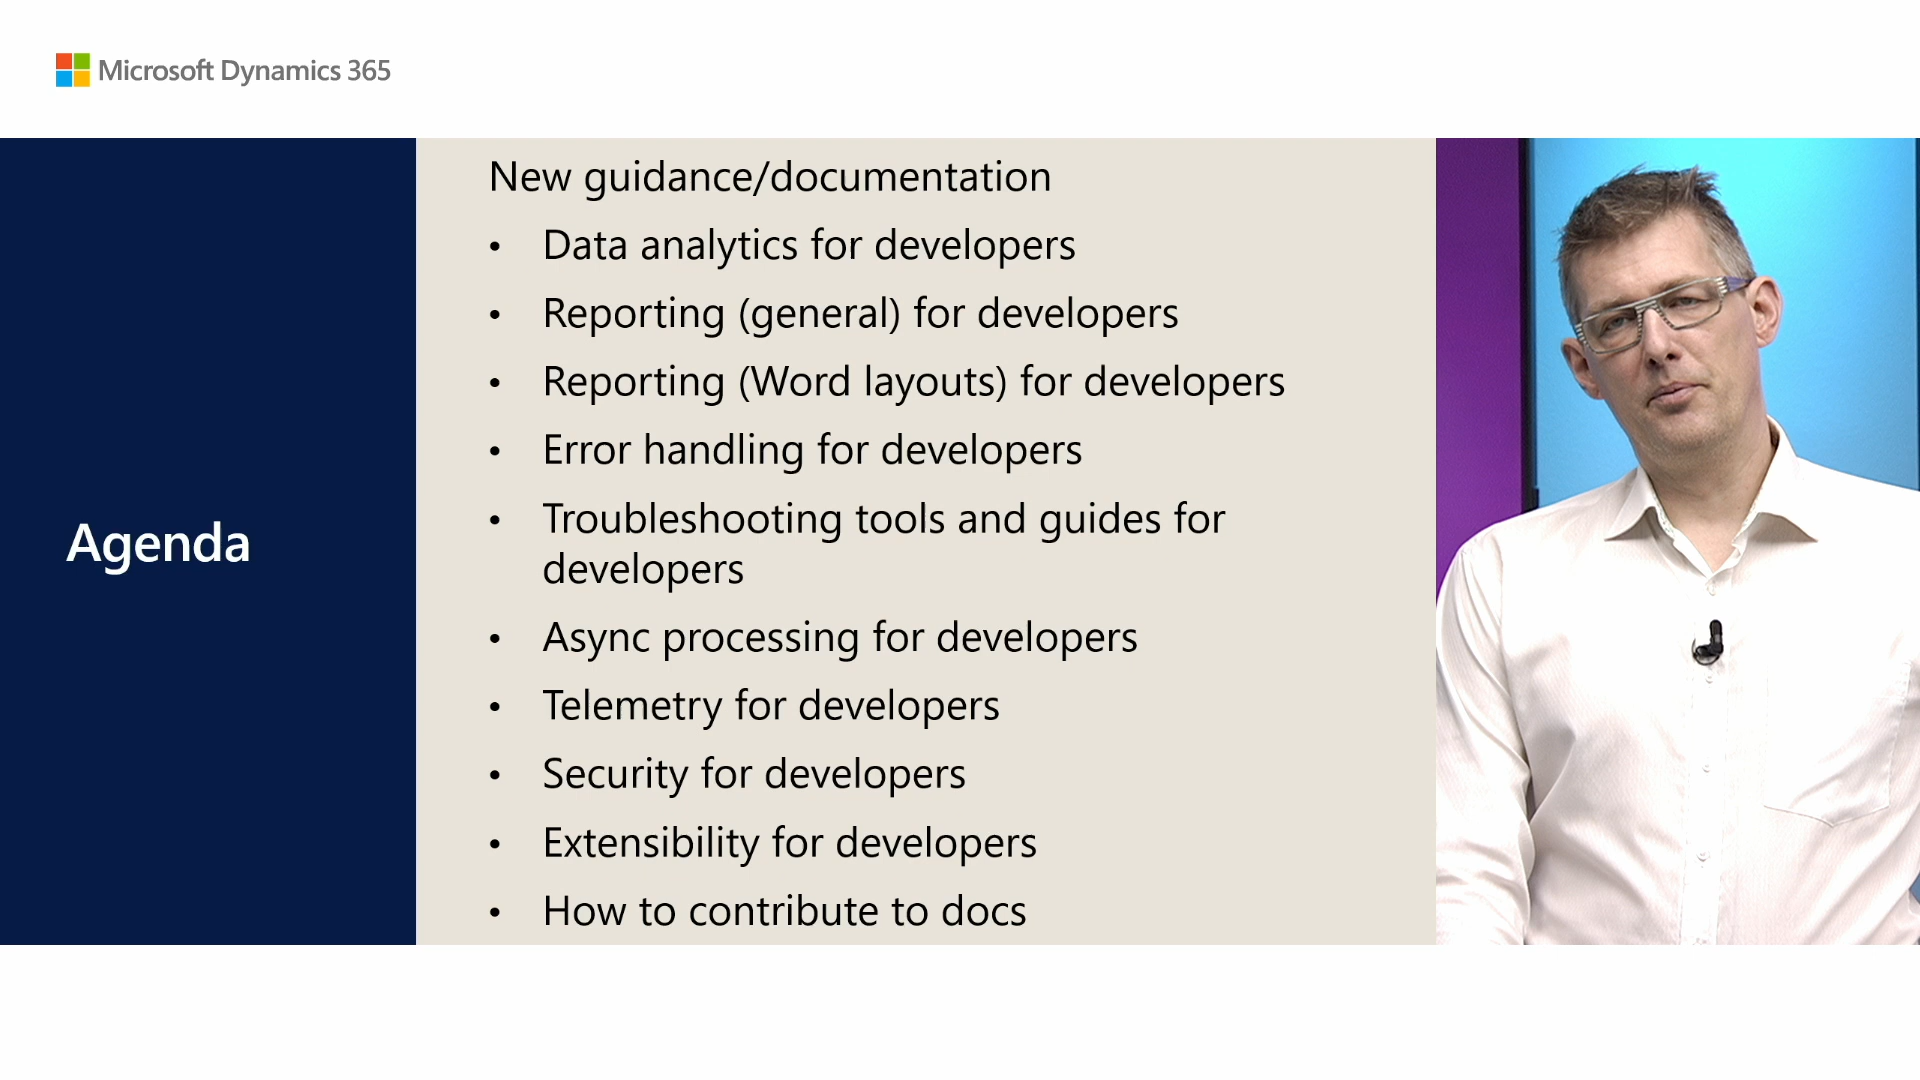 Microsoft Dynamics 365
Agenda
New guidance/documentation
• Data analytics for developers
• Reporting (general) for developers
• Reporting (Word layouts) for developers
• Error handling for developers
• Troubleshooting tools and guides for
developers
• Async processing for developers
• Telemetry for developers
• Security for developers
• Extensibility for developers
• How to contribute to docs